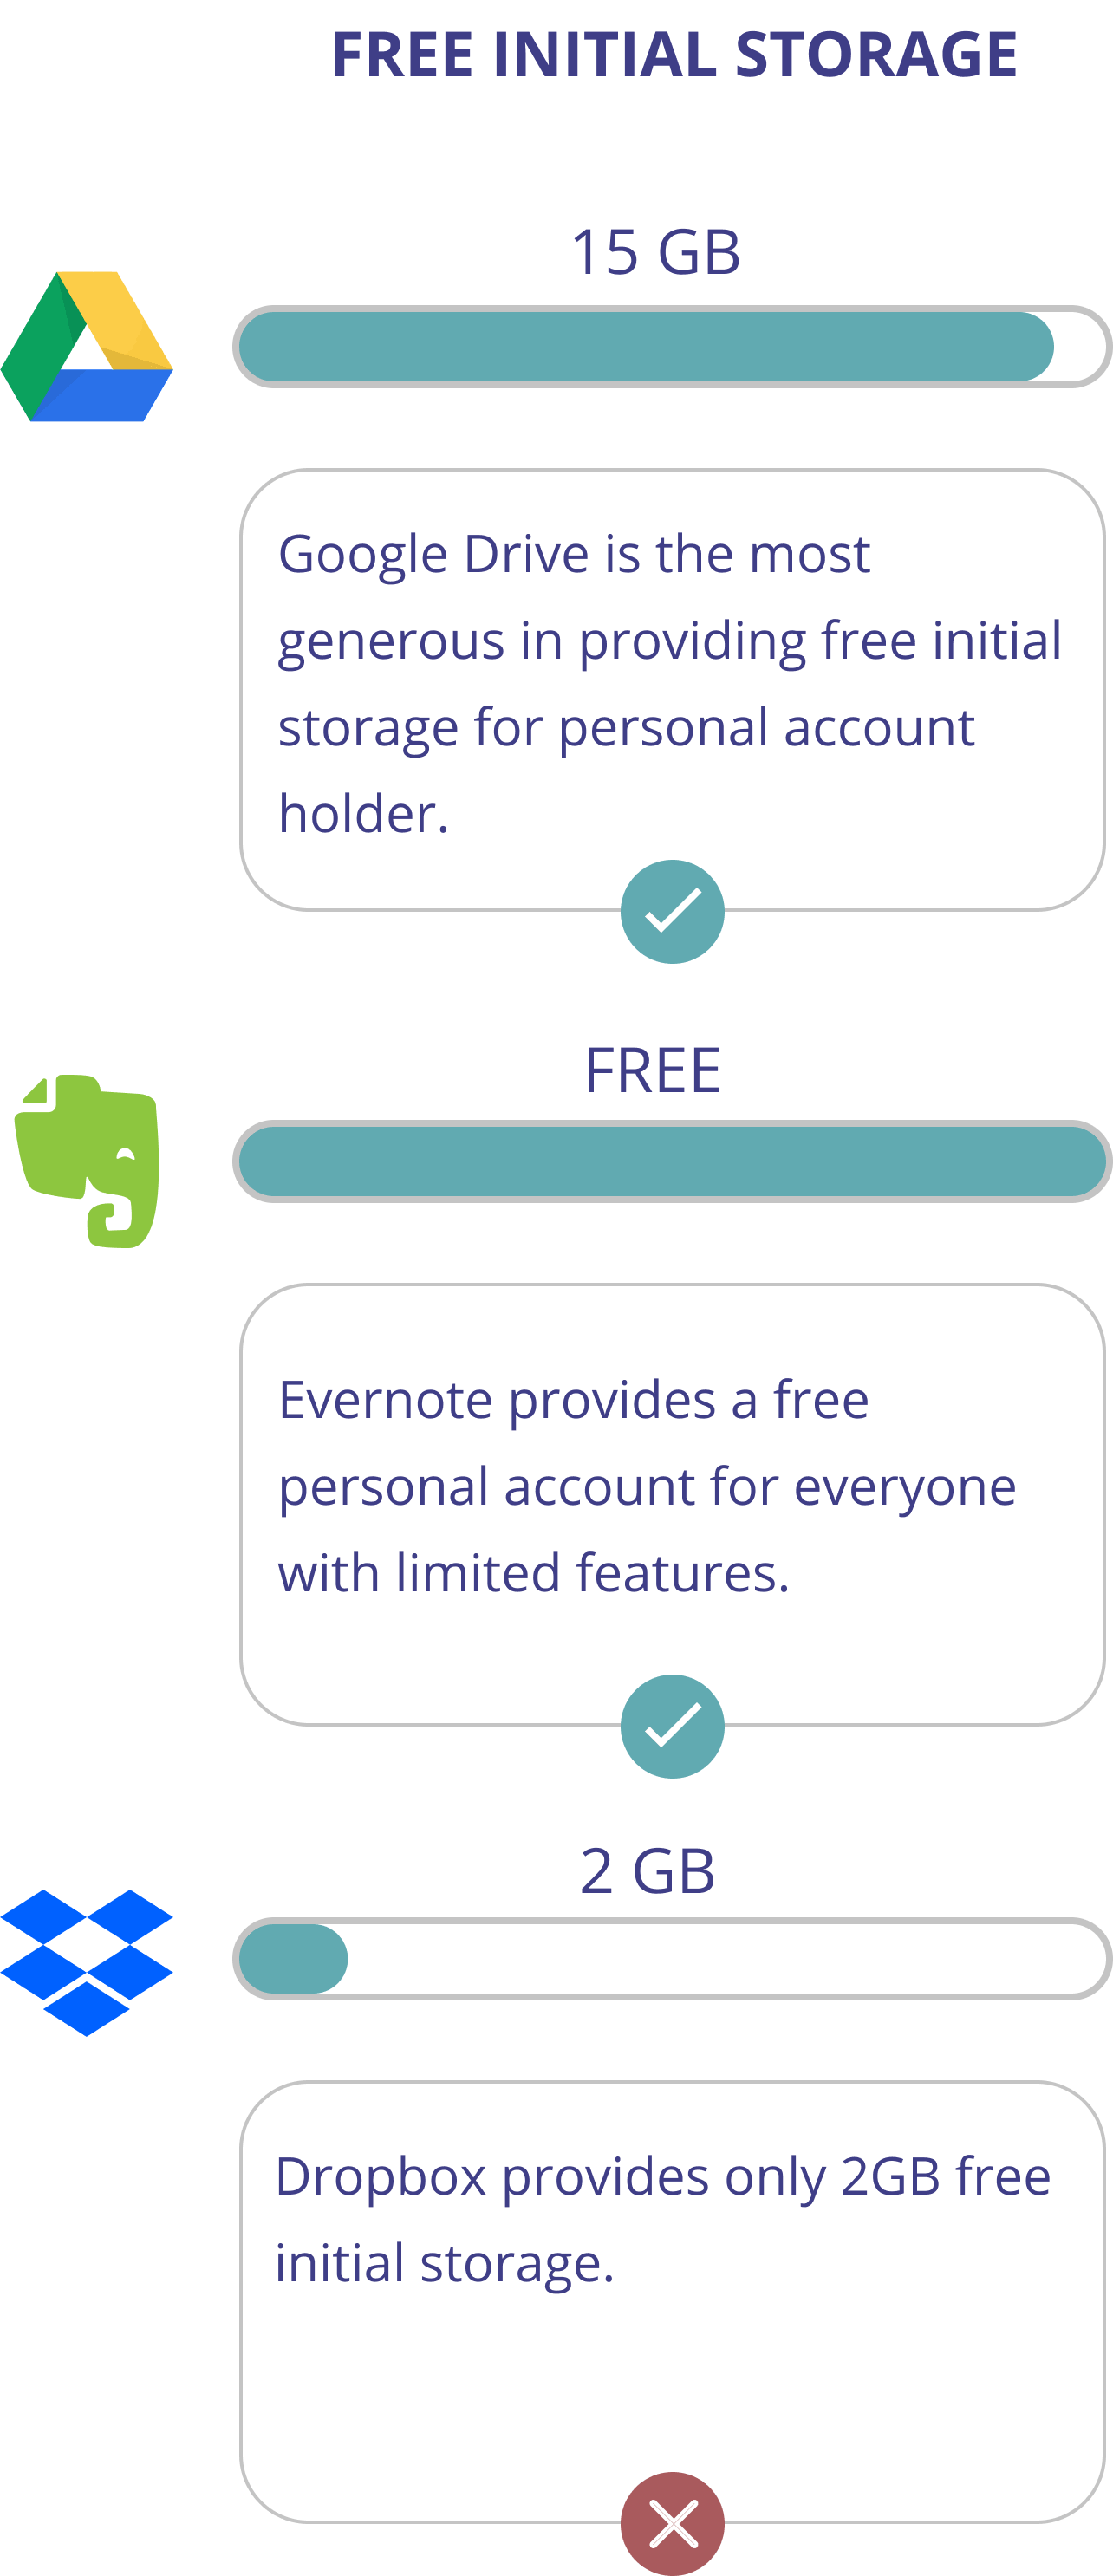 FREE INITIAL STORAGE
15 GB
Google Drive is the most
generous in providing free initial
storage for personal account
holder.
FREE
Evernote provides a free
personal account for everyone
with limited features.
2 GB
Dropbox provides only 2GB free
initial storage.